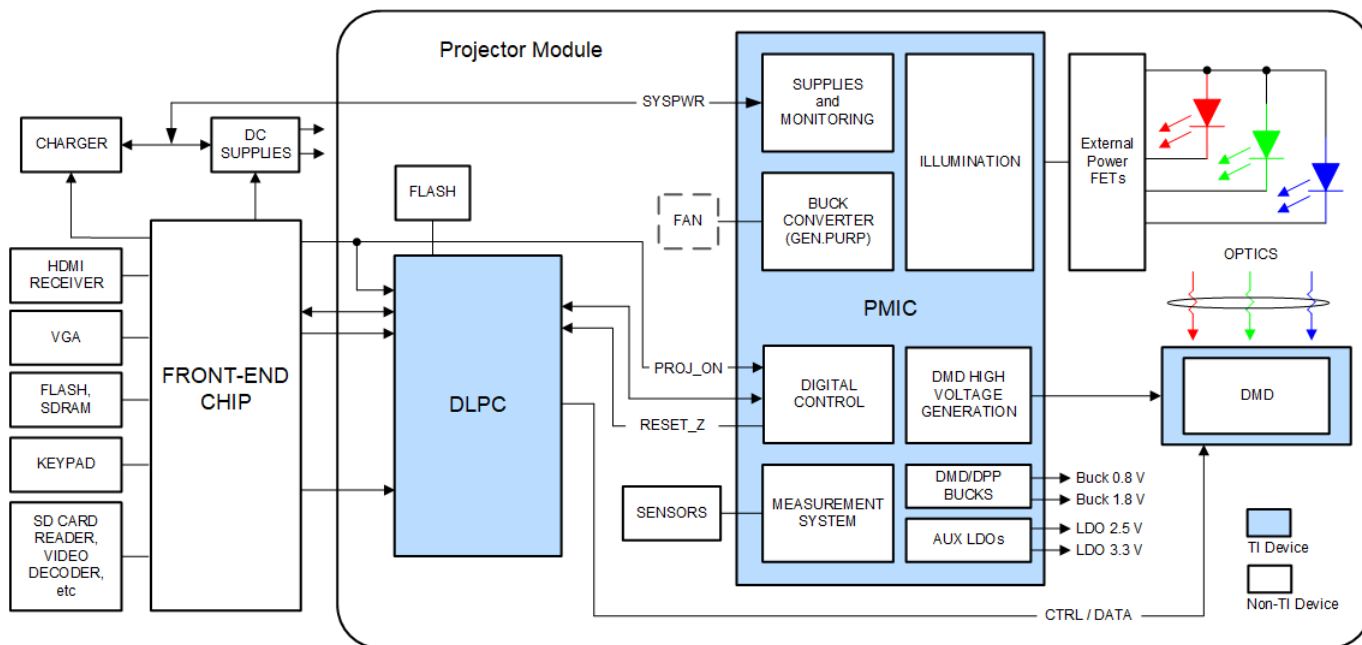 Projector Module
SYSPWR
CHARGER
DC
SUPPLIES
FLASH
SUPPLIES
and
MONITORING
ILLUMINATION
External
Power
FETs
FAN
BUCK
CONVERTER
(GEN.PURP)
HDMI
RECEIVER
VGA
FLASH,
SDRAM
KEYPAD
SD CARD
READER,
VIDEO
DECODER,
etc
FRONT-END
CHIP
DLPC
PMIC
OPTICS
PROJ_ON
RESET_Z
DIGITAL
CONTROL
DMD HIGH
VOLTAGE
GENERATION
DMD
SENSORS
MEASUREMENT
SYSTEM
DMD/DPP
BUCKS
Buck 0.8 V
Buck 1.8 V
AUX LDOs
LDO 2.5 V
LDO 3.3 V
CTRL / DATA
TI Device
Non-TI Device